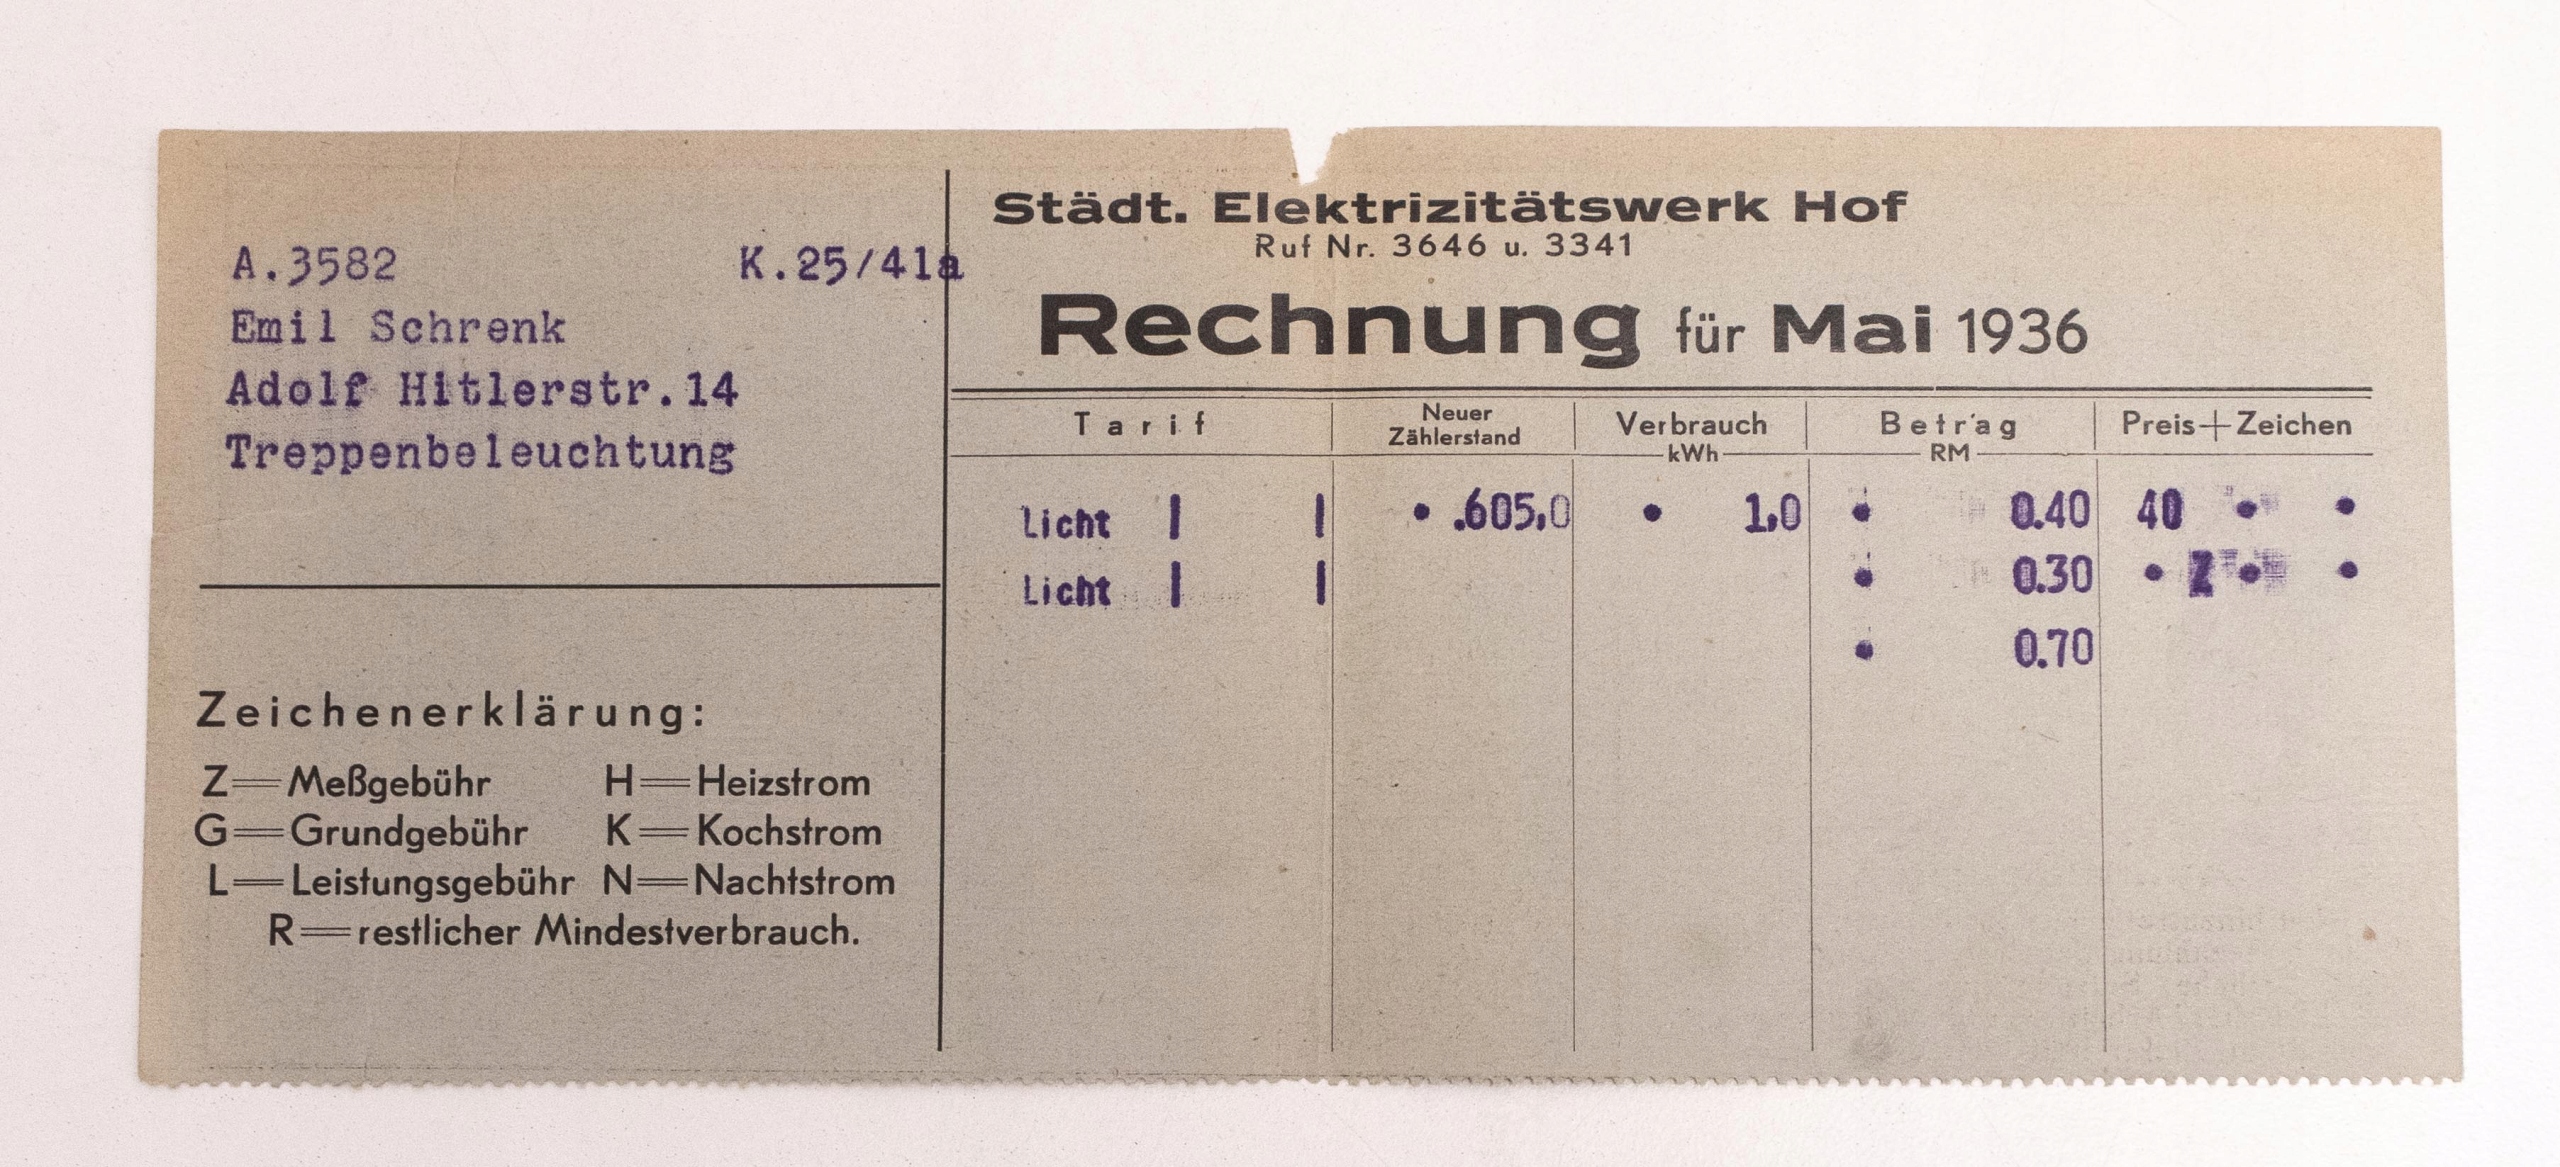 A.3582 K.25/41a
Emil Schrenk
Adolf Hitlerstr.14
Treppenbeleuchtung
Zeichenerklärung:
Z=Meßgebühr H=Heizstrom
G=Grundgebühr K=Kochstrom
L=Leistungsgebühr N=Nachtstrom
R=restlicher Mindestverbrauch.
Städt. Elektrizitätswerk Hof
Ruf Nr. 3646 u. 3341
Rechnung für Mai 1936
Tarif Neuer Zählerstand Verbrauch kWh Betrag RM Preis+Zeichen
Licht | | • .605,0 • 1,0 • 0.40 40 • •
Licht | | • 0.30 • Z • •
• 0.70